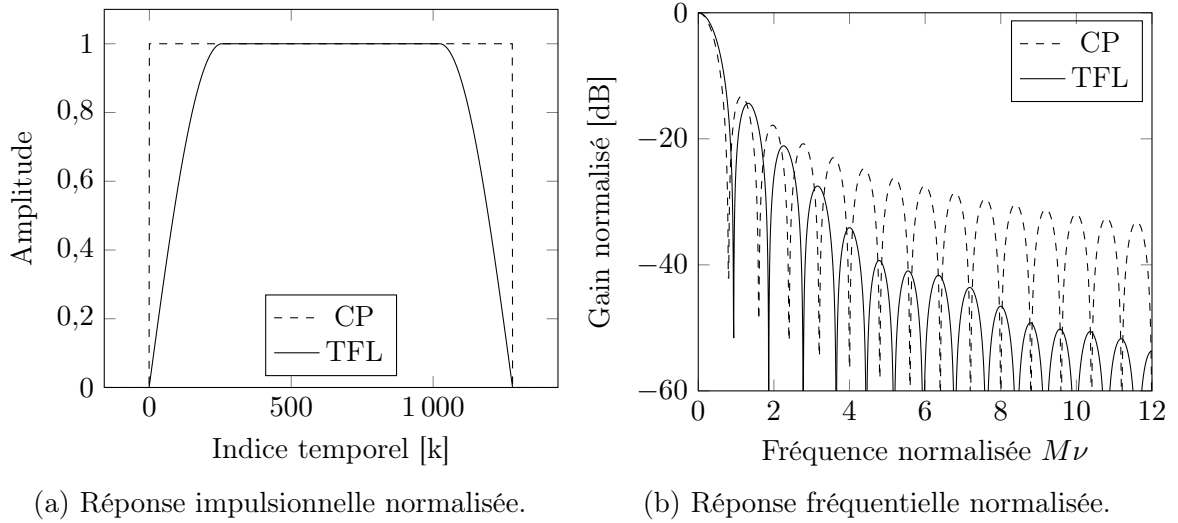 1
0,8
0,6
0,4
0,2
0
Amplitude
0
500
1 000
Indice temporel [k]
CP
TFL
(a) Réponse impulsionnelle normalisée.
0
−20
−40
−60
Gain normalisé [dB]
0
2
4
6
8
10
12
Fréquence normalisée Mν
CP
TFL
(b) Réponse fréquentielle normalisée.